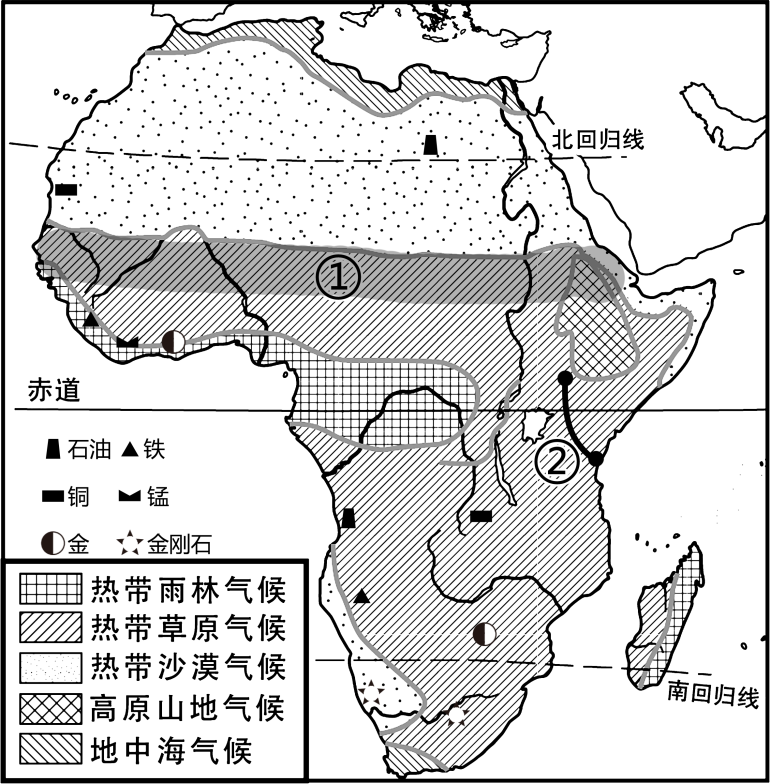 北回归线
①
赤道
②
石油 铁
铜 锰
金 金刚石
热带雨林气候
热带草原气候
热带沙漠气候
高原山地气候
地中海气候
南回归线